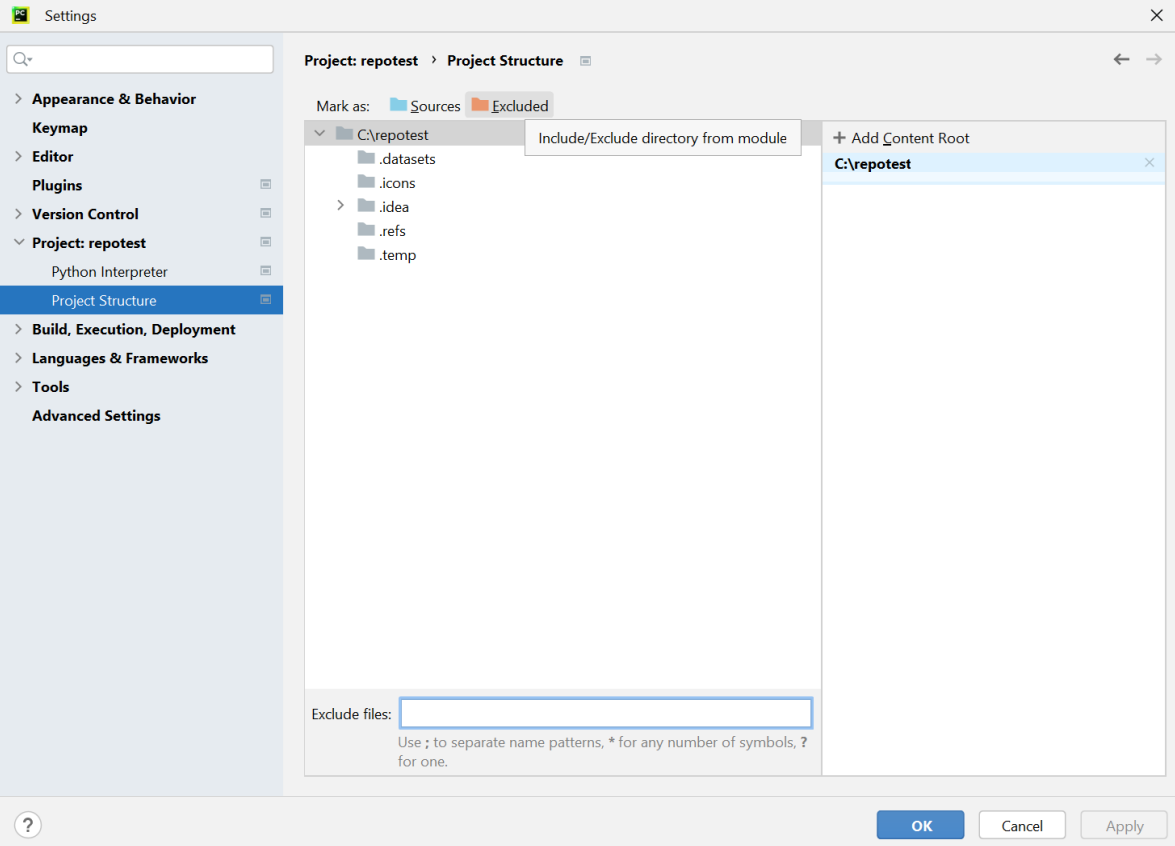 PC Settings
Appearance & Behavior
Keymap
Editor
Plugins
Version Control
Project: repotest
Python Interpreter
Project Structure
Build, Execution, Deployment
Languages & Frameworks
Tools
Advanced Settings
Project: repotest › Project Structure
Mark as: Sources Excluded
Include/Exclude directory from module
C:\repotest
.datasets
.icons
.idea
.refs
.temp
Add Content Root
C:\repotest
Exclude files:
Use ; to separate name patterns, * for any number of symbols, ?
for one.
? OK Cancel Apply